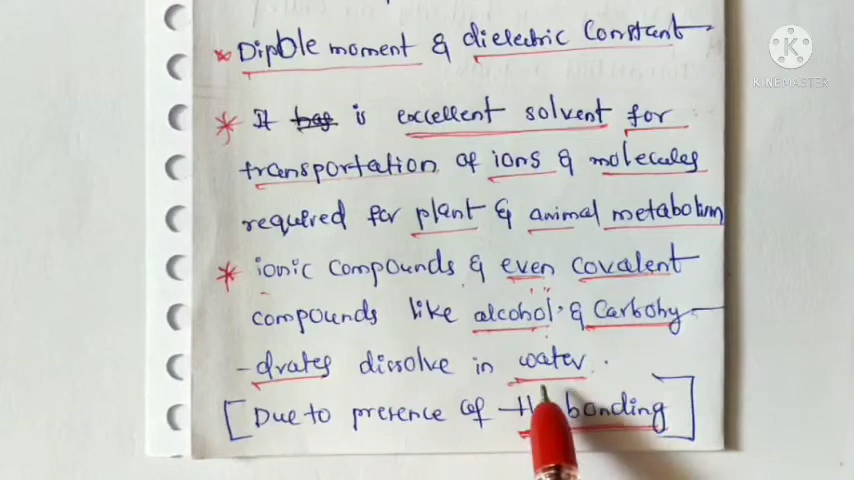 * Dipole moment & dielectric Constant
* It has is excellent solvent for
transportation of ions & molecules
required for plant & animal metabolism
* ionic compounds & even covalent
compounds like alcohol & Carbohy-
-drates dissolve in water.
[Due to presence of -H bonding]
K
KINEMASTER